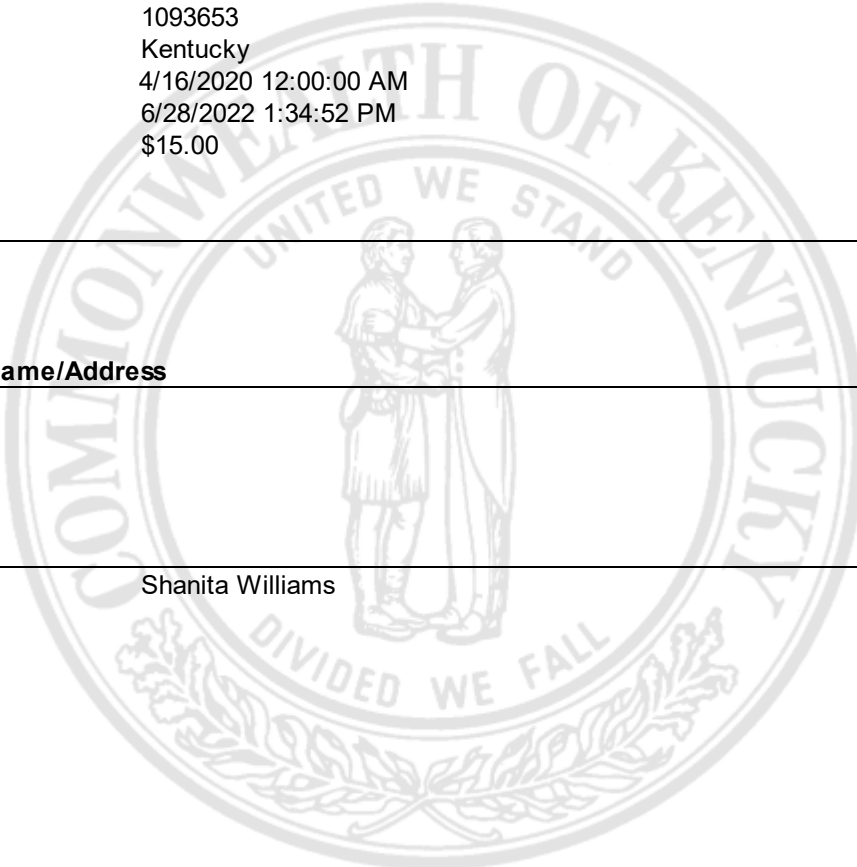 1093653
Kentucky
4/16/2020 12:00:00 AM
6/28/2022 1:34:52 PM
$15.00
COMMONWEALTH OF KENTUCKY
UNITED WE STAND
ame/Address
Shanita Williams
DIVIDED WE FALL